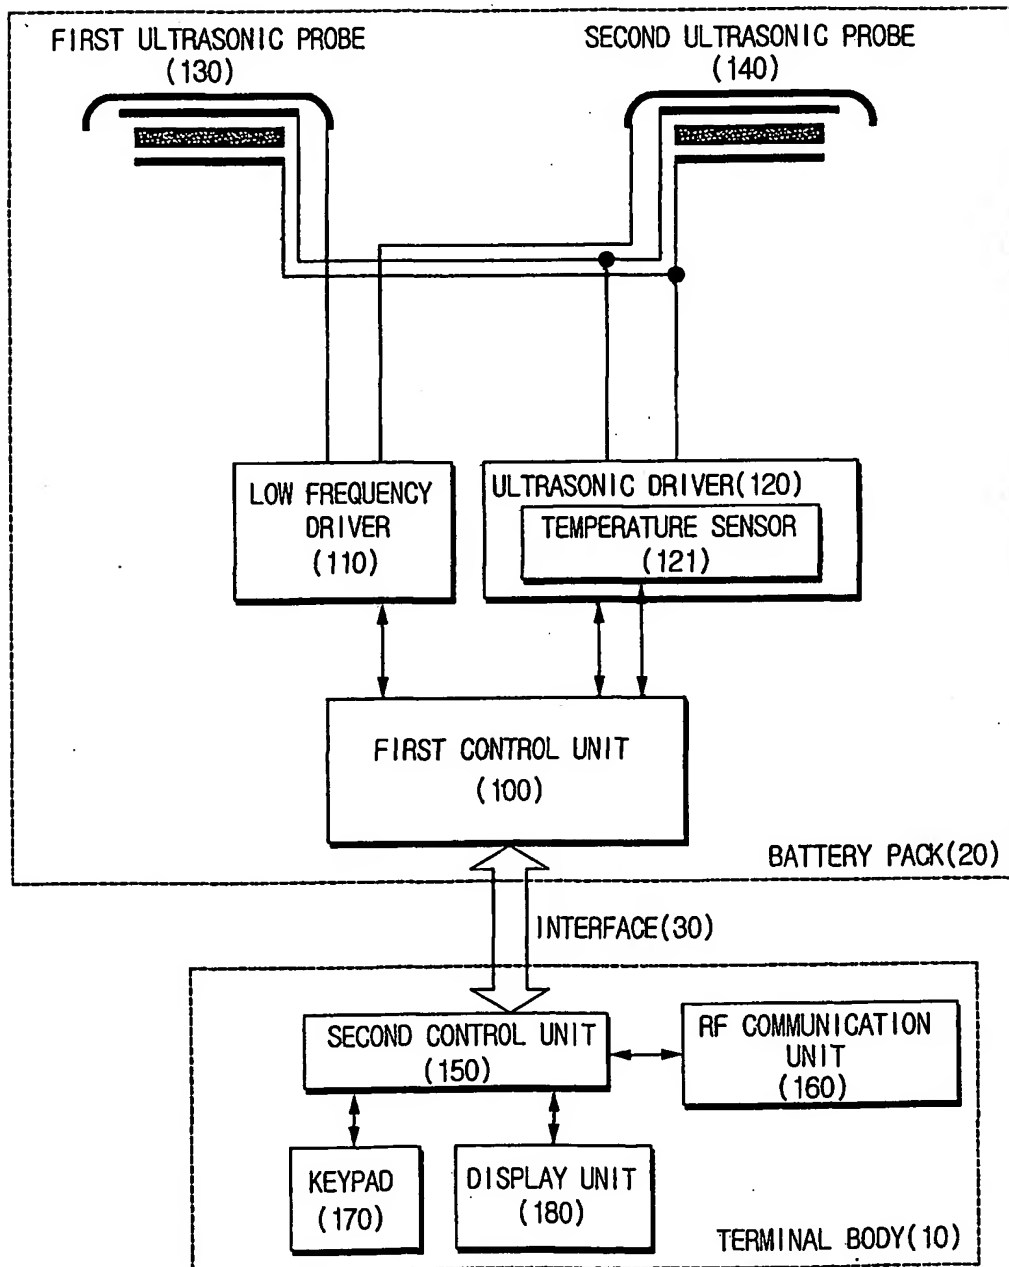 FIRST ULTRASONIC PROBE
(130)
SECOND ULTRASONIC PROBE
(140)
LOW FREQUENCY
DRIVER
(110)
ULTRASONIC DRIVER(120)
TEMPERATURE SENSOR
(121)
FIRST CONTROL UNIT
(100)
BATTERY PACK(20)
INTERFACE(30)
SECOND CONTROL UNIT
(150)
RF COMMUNICATION
UNIT
(160)
KEYPAD
(170)
DISPLAY UNIT
(180)
TERMINAL BODY(10)